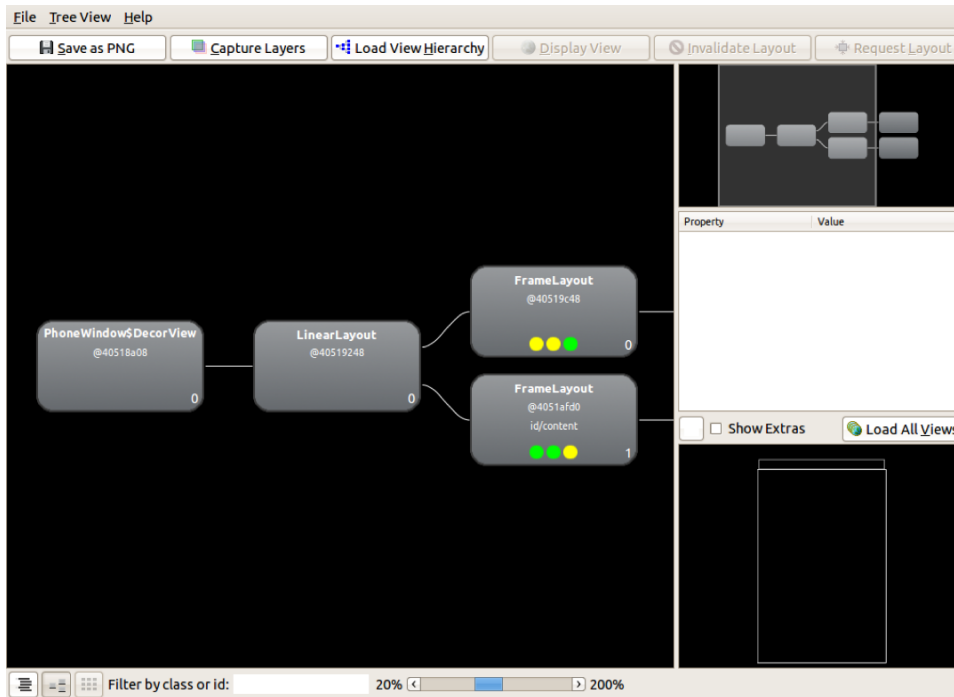 File Tree View Help
Save as PNG Capture Layers Load View Hierarchy Display View Invalidate Layout Request Layout
PhoneWindow$DecorView
@40518a08
0
LinearLayout
@40519248
0
FrameLayout
@40519c48
0
FrameLayout
@4051afd0
id/content
1
Property Value
Show Extras Load All Views
Filter by class or id: 20% 200%